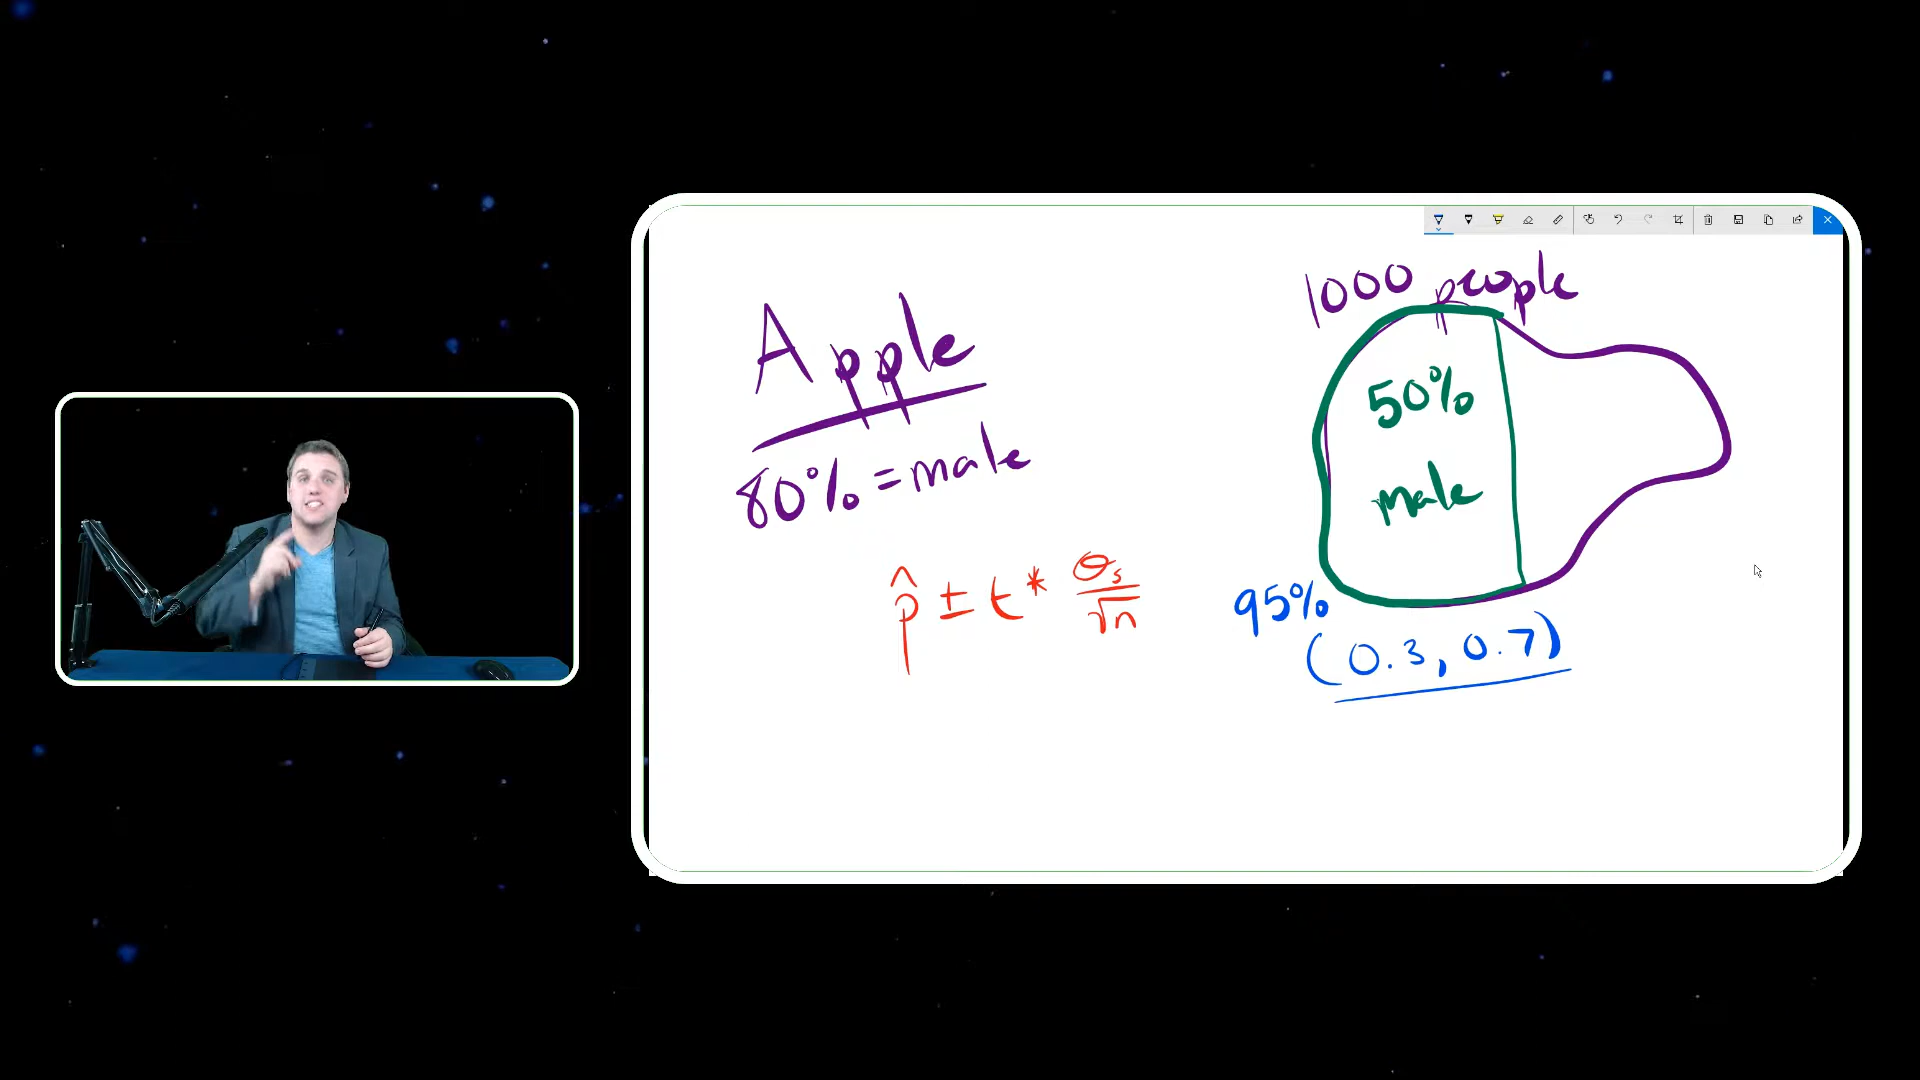 Apple
80% = male
p̂ ± t* σs/√n
1000 people
50%
male
95%
(0.3, 0.7)